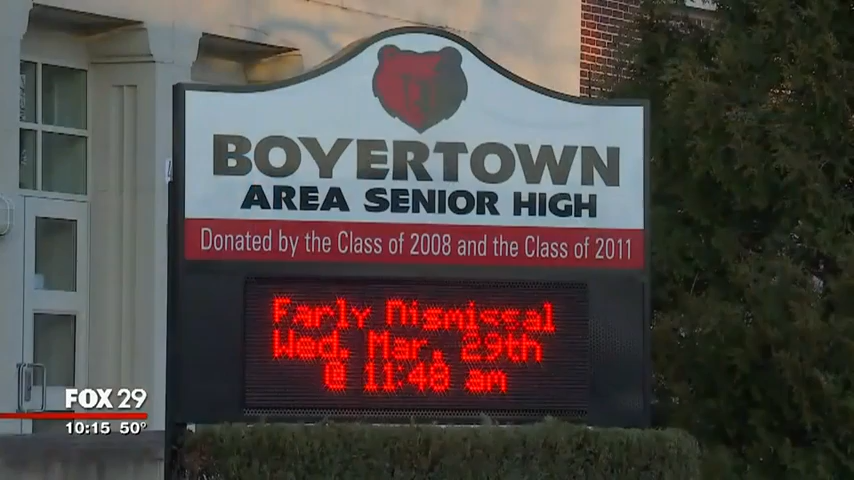 BOYERTOWN
AREA SENIOR HIGH
Donated by the Class of 2008 and the Class of 2011
Early Dismissal
Wed. Mar. 29th
@ 11:48 am
FOX 29
10:15 50°